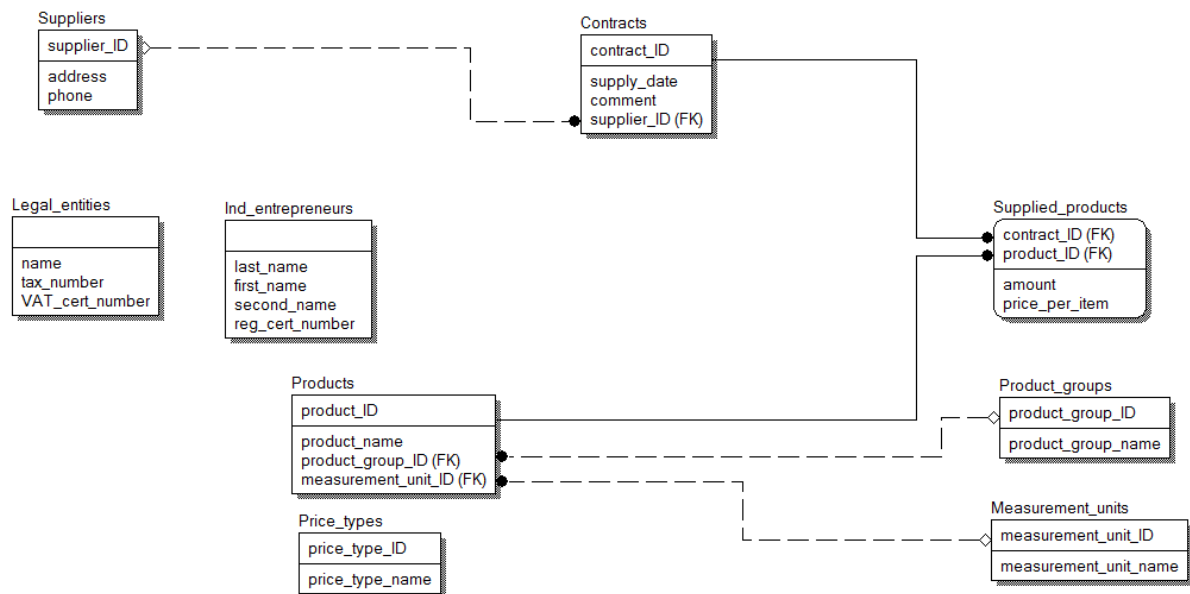 Suppliers
supplier_ID
address
phone
Contracts
contract_ID
supply_date
comment
supplier_ID (FK)
Legal_entities
name
tax_number
VAT_cert_number
Ind_entrepreneurs
last_name
first_name
second_name
reg_cert_number
Supplied_products
contract_ID (FK)
product_ID (FK)
amount
price_per_item
Products
product_ID
product_name
product_group_ID (FK)
measurement_unit_ID (FK)
Product_groups
product_group_ID
product_group_name
Price_types
price_type_ID
price_type_name
Measurement_units
measurement_unit_ID
measurement_unit_name